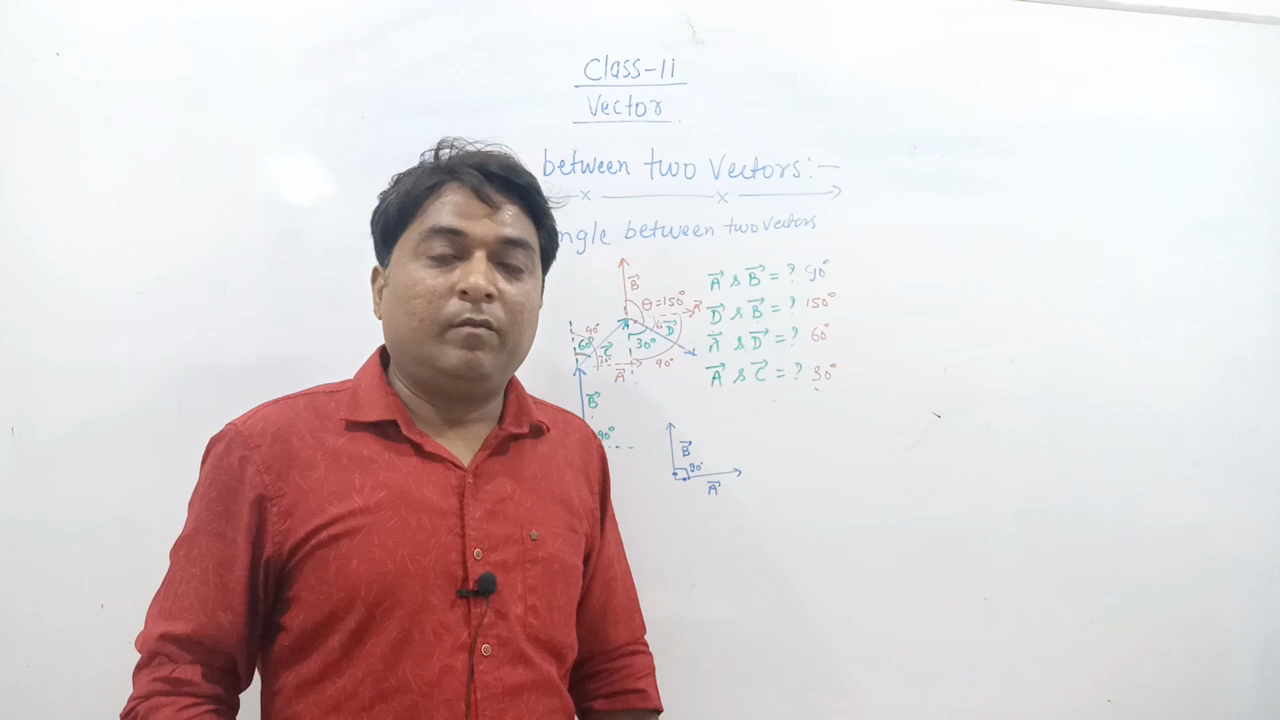 Class-11
Vector
between two Vectors:-
ngle between two vectors
B
θ=150°
A & B = ? 90°
D & B = ? 150°
A & D = ? 60°
A & C = ? 30°
90°
60°
C
D
30°
90°
A
B
90°
B
90°
A